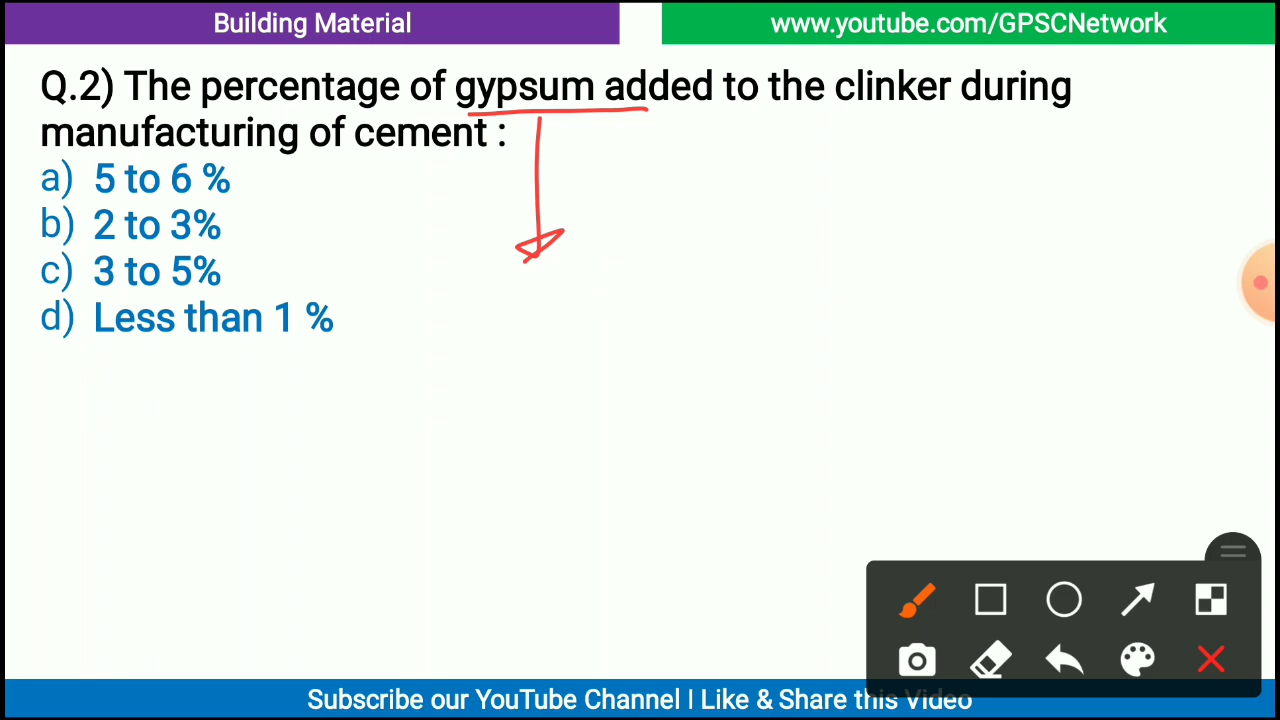 Building Material
www.youtube.com/GPSCNetwork
Q.2) The percentage of gypsum added to the clinker during
manufacturing of cement :
a) 5 to 6 %
b) 2 to 3%
c) 3 to 5%
d) Less than 1 %
Subscribe our YouTube Channel I Like & Share this Video